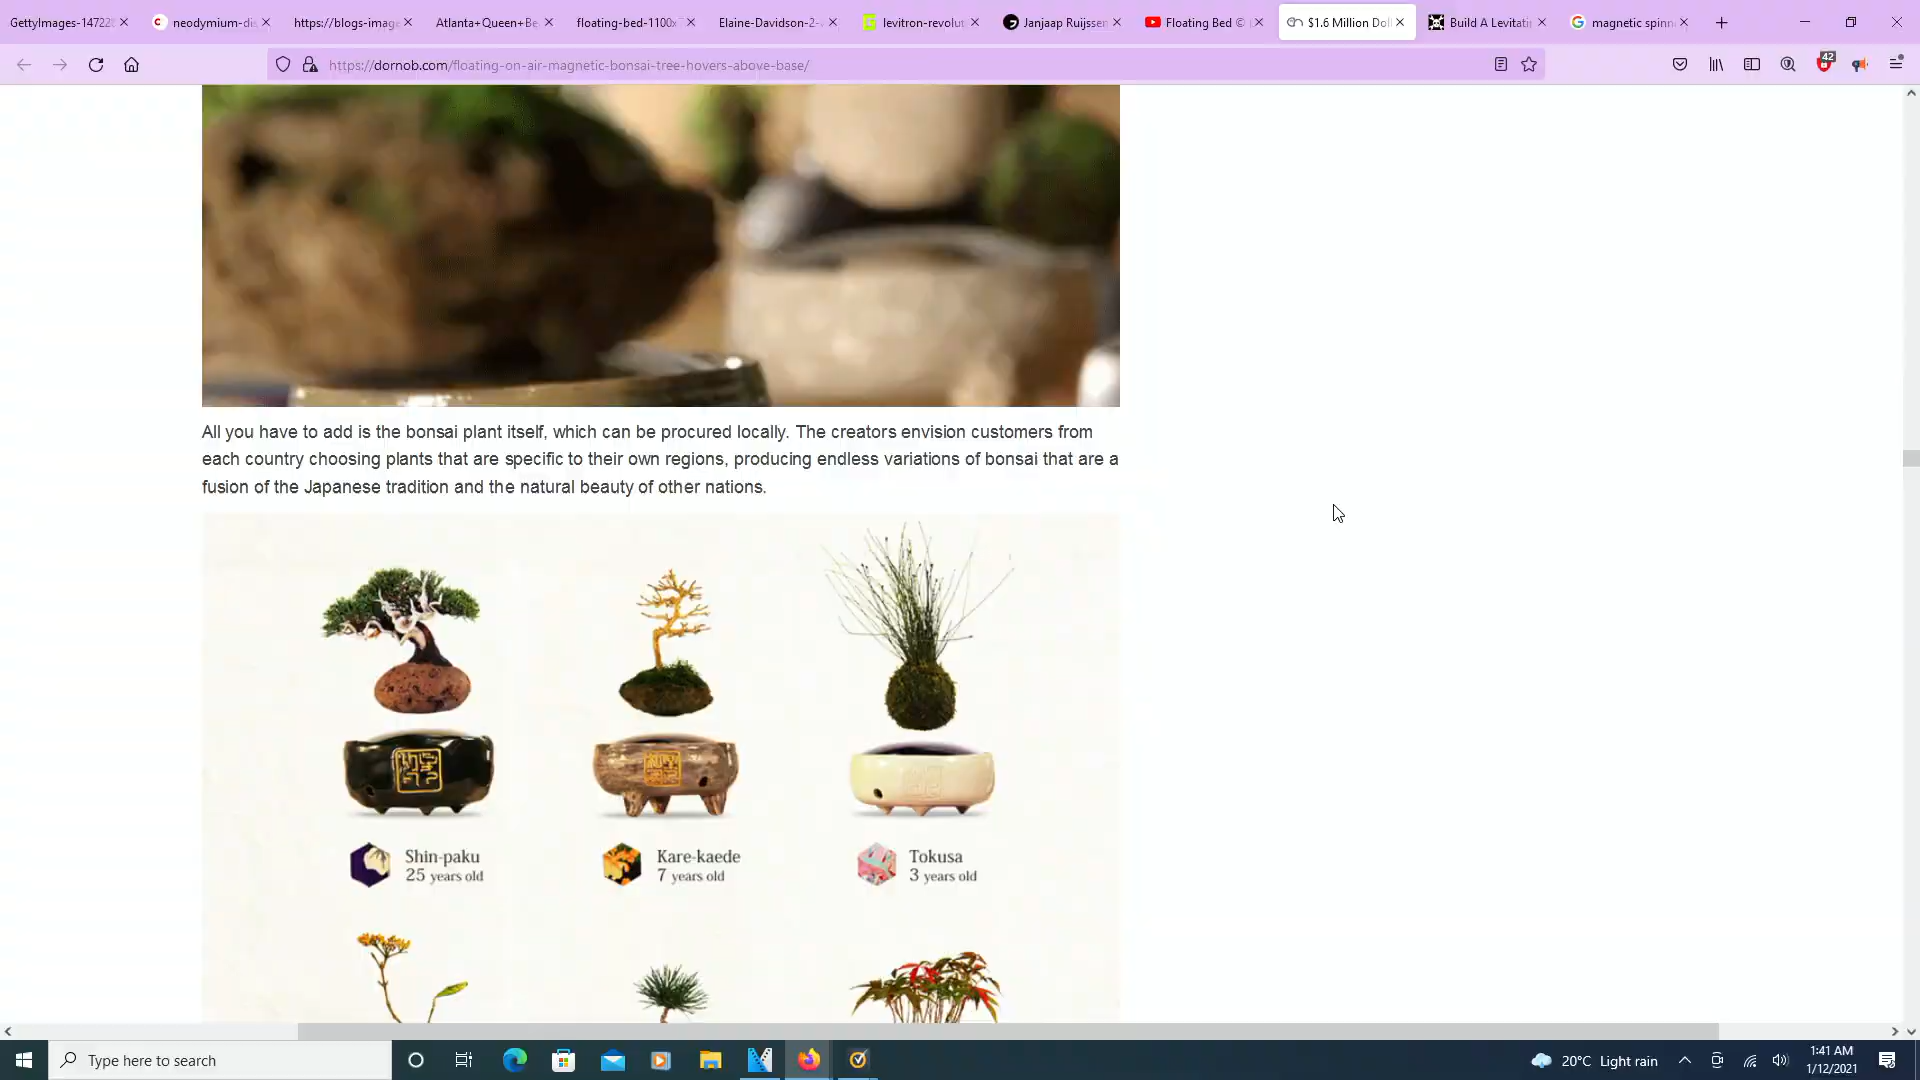 GettyImages-14722
neodymium-di
https://blogs-imag
Atlanta+Queen+Be
floating-bed-1100x
Elaine-Davidson-2-
levitron-revolut
Janjaap Ruijssen
Floating Bed ©
$1.6 Million Doll
Build A Levitati
magnetic spinn
https://dornob.com/floating-on-air-magnetic-bonsai-tree-hovers-above-base/
42
All you have to add is the bonsai plant itself, which can be procured locally. The creators envision customers from
each country choosing plants that are specific to their own regions, producing endless variations of bonsai that are a
fusion of the Japanese tradition and the natural beauty of other nations.
Shin-paku
25 years old
Kare-kaede
7 years old
Tokusa
3 years old
Type here to search
20°C Light rain
1:41 AM
1/12/2021